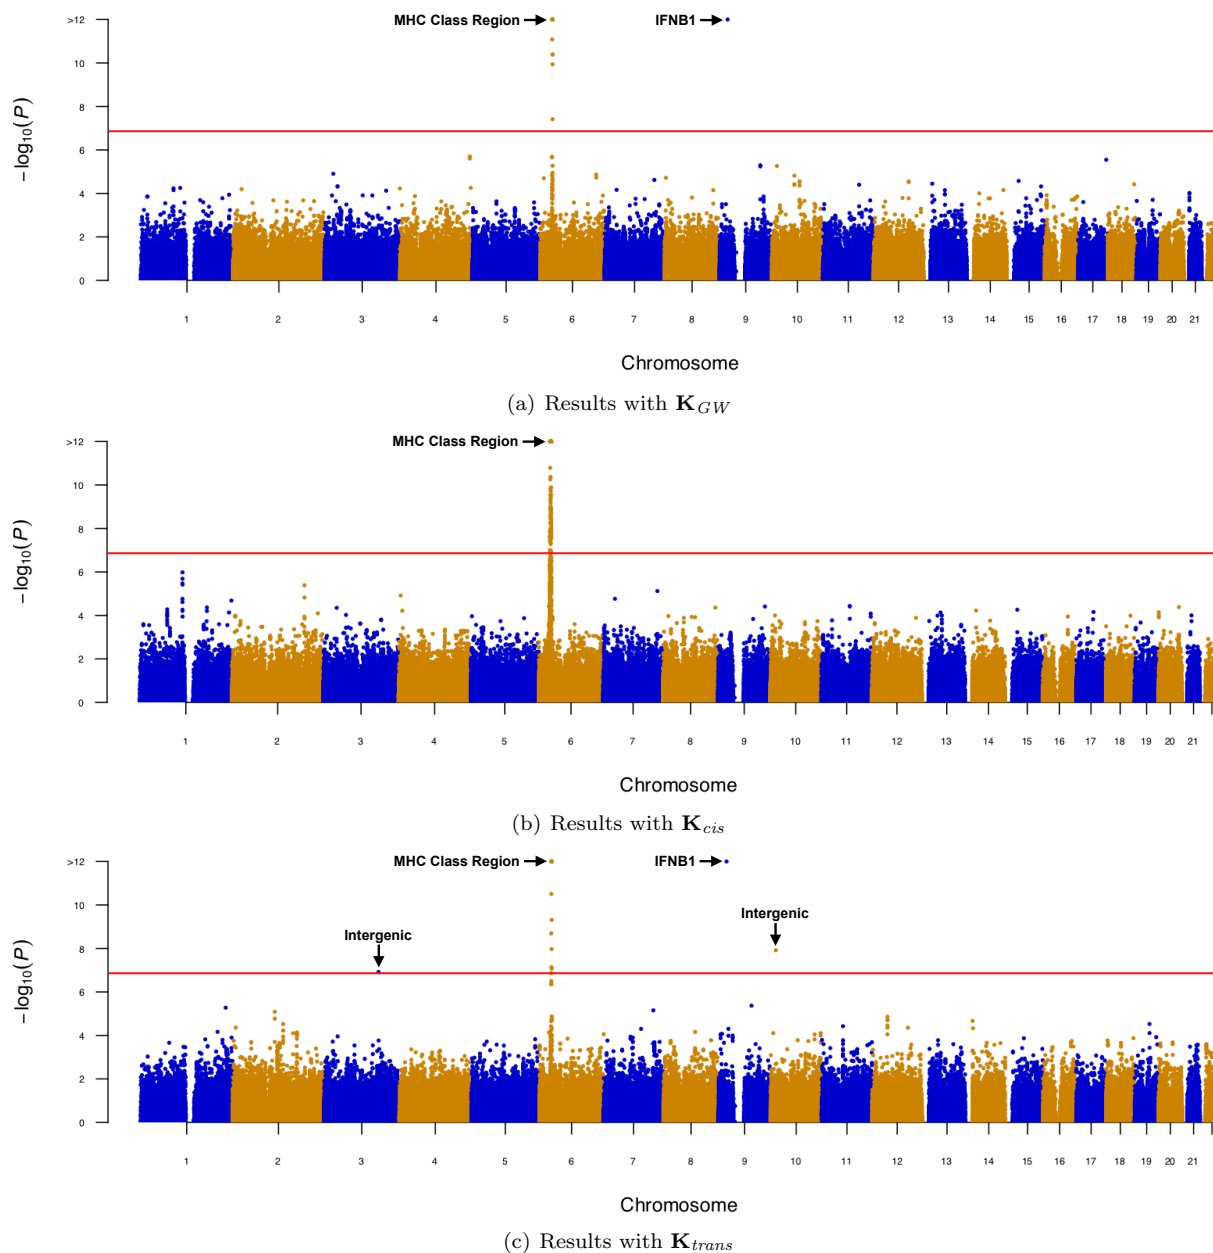 MHC Class Region IFNB1
>12
10
8
6
4
2
0
−log10(P)
1 2 3 4 5 6 7 8 9 10 11 12 13 14 15 16 17 18 19 20 21
Chromosome
(a) Results with K_GW
MHC Class Region
>12
10
8
6
4
2
0
−log10(P)
1 2 3 4 5 6 7 8 9 10 11 12 13 14 15 16 17 18 19 20 21
Chromosome
(b) Results with K_cis
MHC Class Region IFNB1
>12
10
8
6
4
2
0
−log10(P)
Intergenic
Intergenic
1 2 3 4 5 6 7 8 9 10 11 12 13 14 15 16 17 18 19 20 21
Chromosome
(c) Results with K_trans